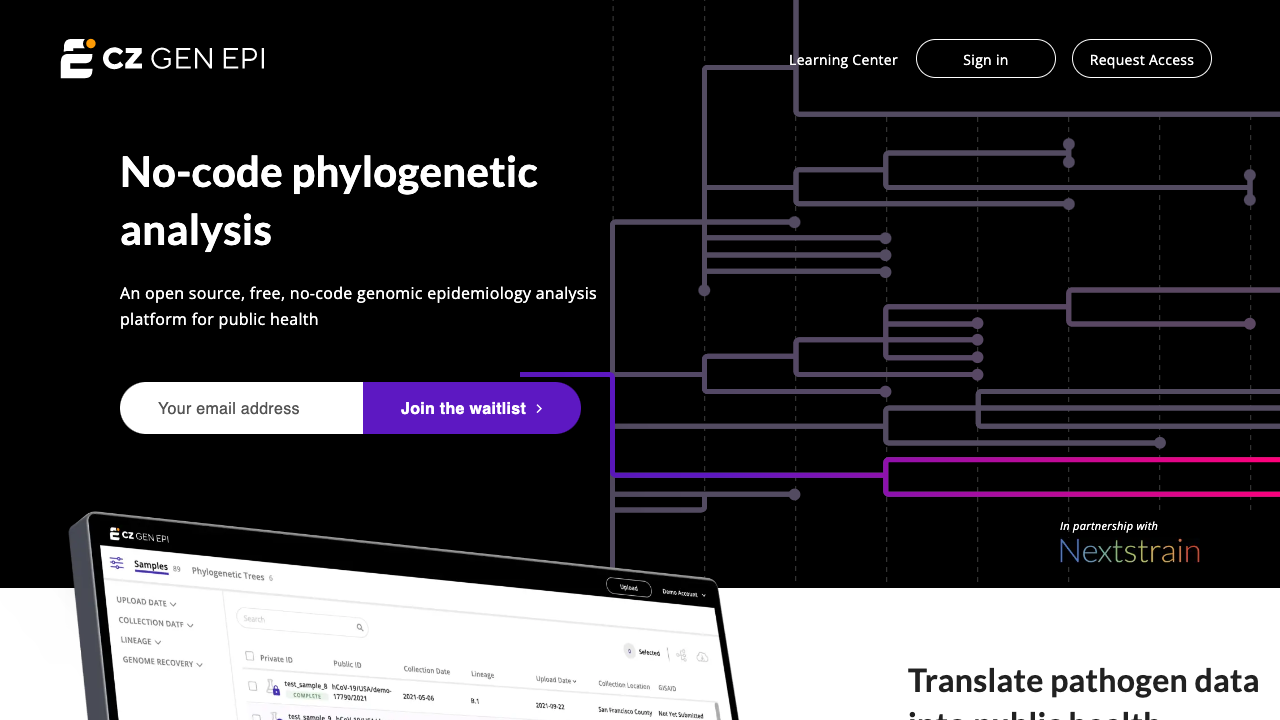 CZ GEN EPI
Learning Center
Sign in
Request Access
No-code phylogenetic
analysis
An open source, free, no-code genomic epidemiology analysis
platform for public health
Your email address
Join the waitlist
In partnership with
Nextstrain
CZ GEN EPI
Samples 89 Phylogenetic Trees 6
Upload
Demo Account
UPLOAD DATE
COLLECTION DATE
LINEAGE
GENOME RECOVERY
Search
0 Selected
Private ID Public ID Collection Date Lineage Upload Date Collection Location GISAID
test_sample_8 hCoV-19/USA/demo-
COMPLETE 17790/2021 2021-05-06 B.1 2021-09-22 San Francisco County Not Yet Submitted
test_sample_9 hCoV-19/USA/demo-
Translate pathogen data
into public health